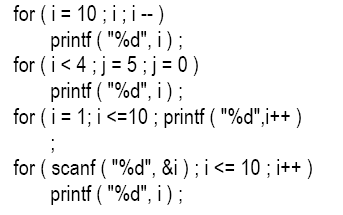 for ( i = 10 ; i ; i -- )
printf ( "%d", i ) ;
for ( i < 4 ; j = 5 ; j = 0 )
printf ( "%d", i ) ;
for ( i = 1; i <=10 ; printf ( "%d",i++ )
;
for ( scanf ( "%d", &i ) ; i <= 10 ; i++ )
printf ( "%d", i ) ;